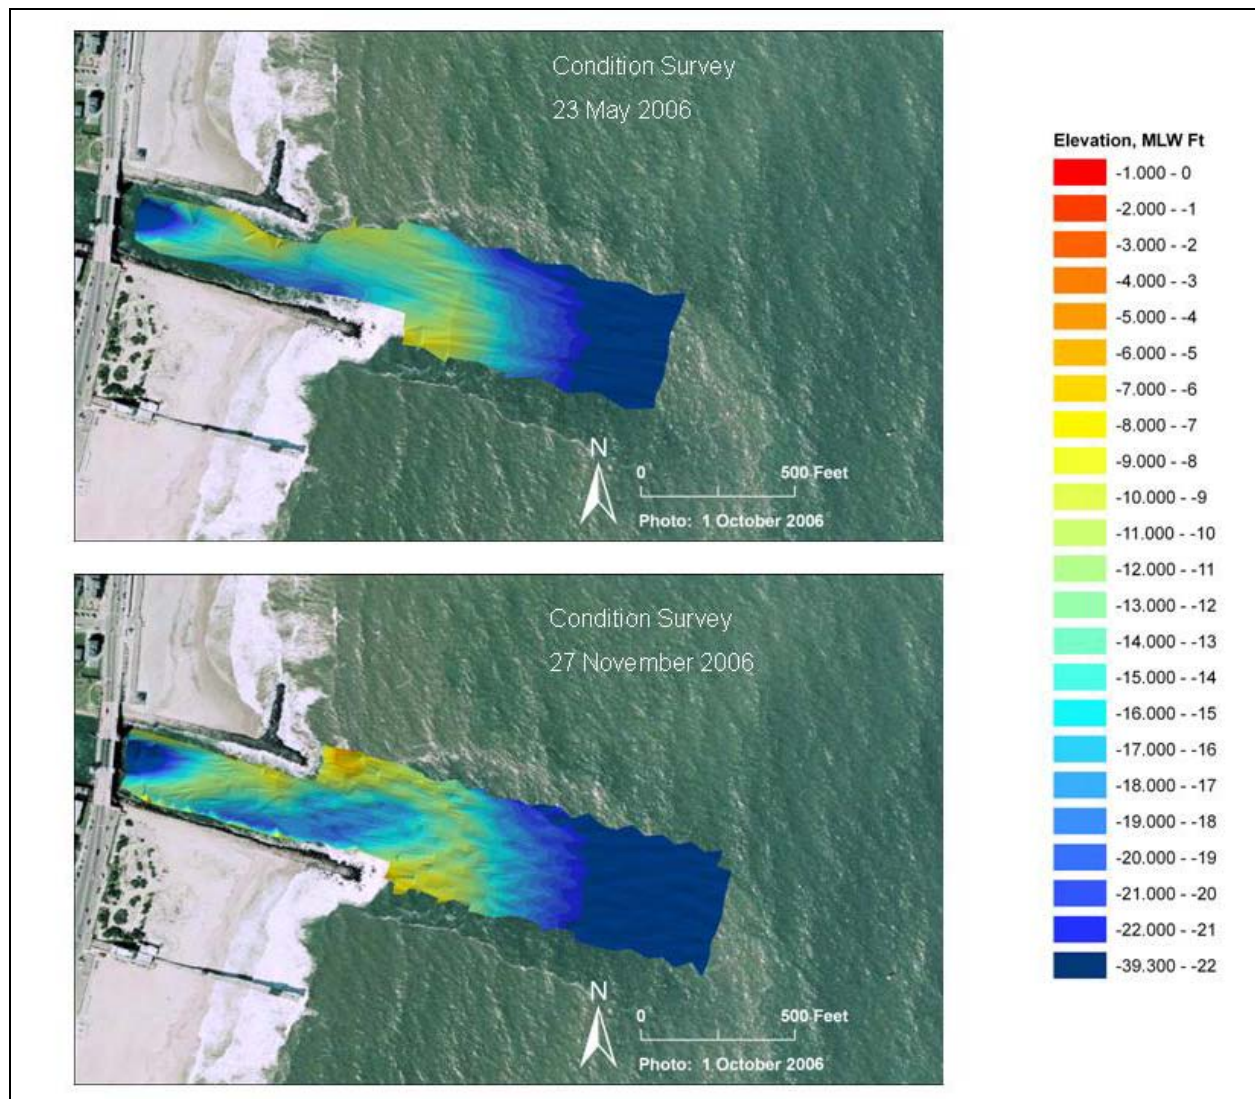 Condition Survey
23 May 2006
N
0 500 Feet
Photo: 1 October 2006
Condition Survey
27 November 2006
N
0 500 Feet
Photo: 1 October 2006
Elevation, MLW Ft
-1.000 - 0
-2.000 - -1
-3.000 - -2
-4.000 - -3
-5.000 - -4
-6.000 - -5
-7.000 - -6
-8.000 - -7
-9.000 - -8
-10.000 - -9
-11.000 - -10
-12.000 - -11
-13.000 - -12
-14.000 - -13
-15.000 - -14
-16.000 - -15
-17.000 - -16
-18.000 - -17
-19.000 - -18
-20.000 - -19
-21.000 - -20
-22.000 - -21
-39.300 - -22